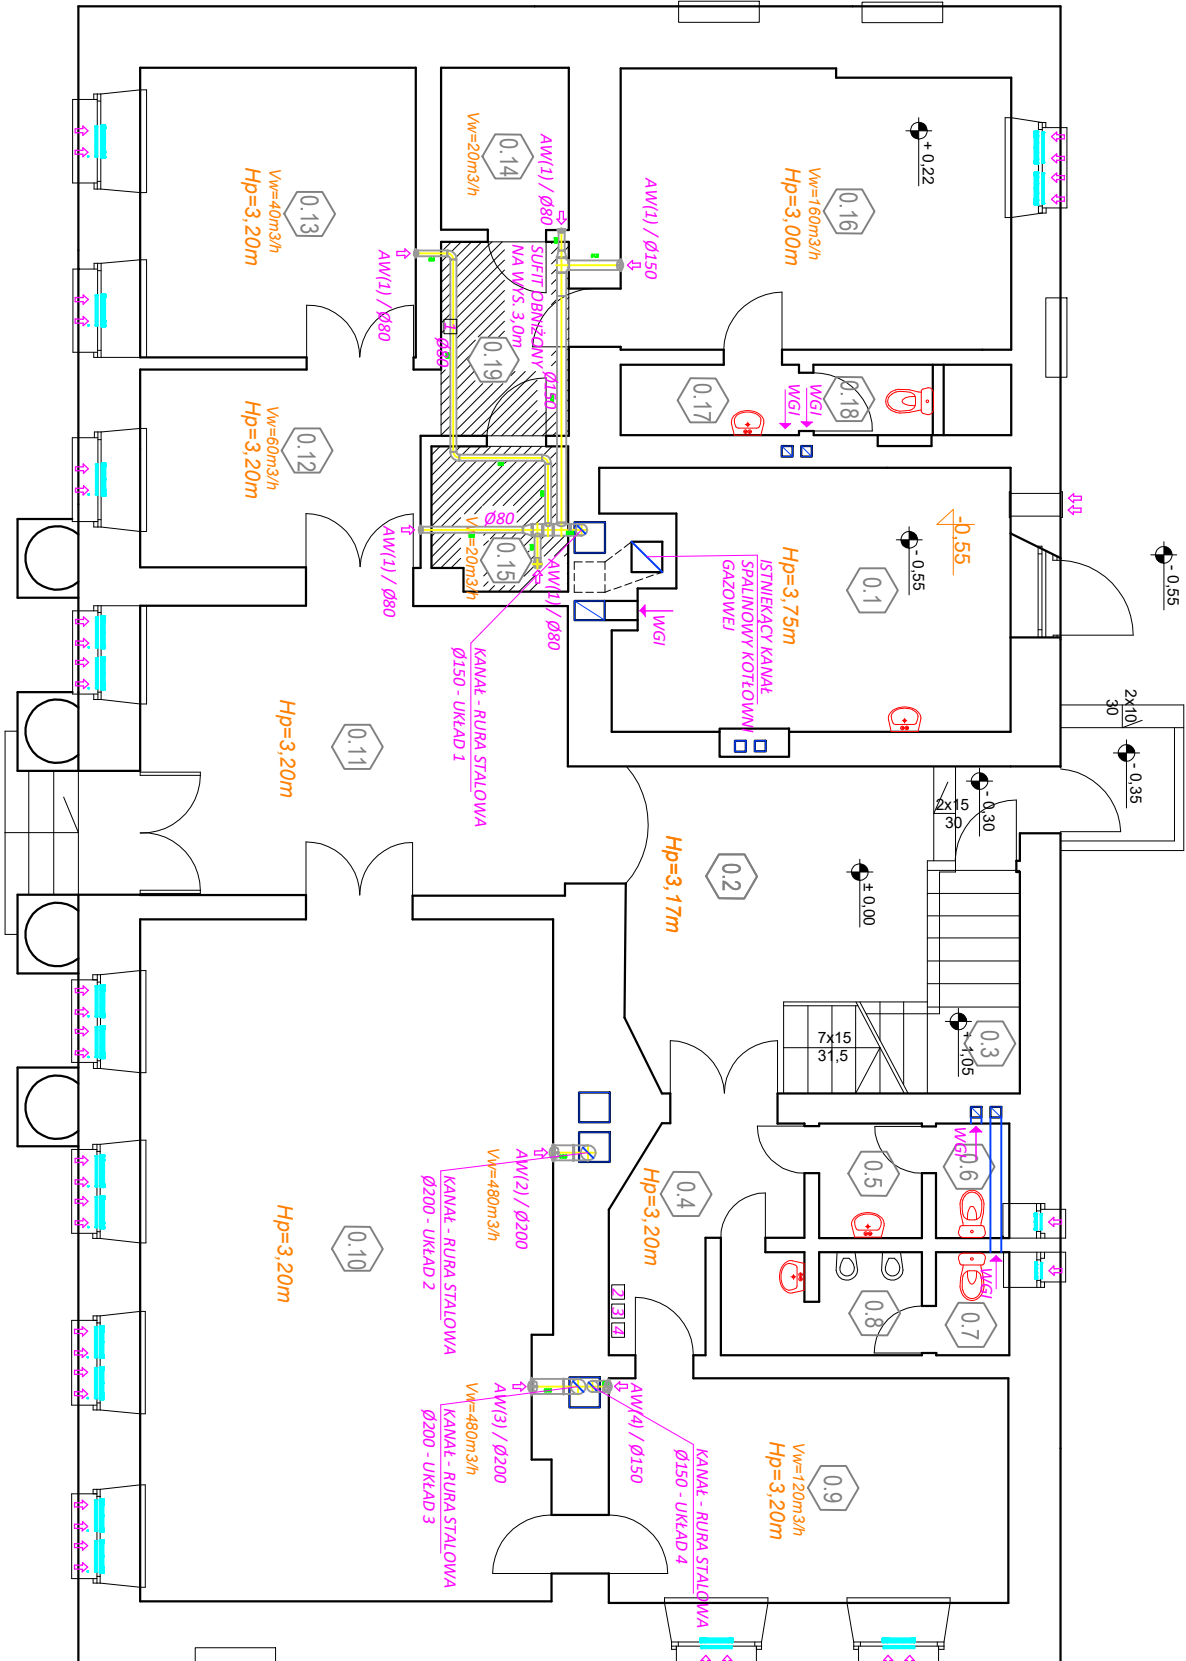 0.14
Vw=20m3/h
AW(1) / Ø80
AW(1) / Ø150
+ 0,22
0.16
Vw=160m3/h
Hp=3,00m
0.13
Vw=40m3/h
Hp=3,20m
AW(1) / Ø80
SUFIT OBNIŻONY
NA WYS. 3,0m
1
Ø80
0.19
Ø150
0.17
WGI
WGI
0.18
0.12
Vw=60m3/h
Hp=3,20m
AW(1) / Ø80
Ø80
Vw=20m3/h
0.15
AW(1) / Ø80
WGI
ISTNIEKĄCY KANAŁ
SPALINOWY KOTŁOWNI
GAZOWEJ
Hp=3,75m
0.1
- 0,55
-0,55
- 0,55
KANAŁ - RURA STALOWA
Ø150 - UKŁAD 1
0.11
Hp=3,20m
2x10
30
- 0,35
- 0,30
2x15
30
0.2
Hp=3,17m
± 0,00
7x15
31,5
0.3
+ 1,05
WGI
0.6
0.5
0.4
Hp=3,20m
AW(2) / Ø200
Vw=480m3/h
KANAŁ - RURA STALOWA
Ø200 - UKŁAD 2
0.10
Hp=3,20m
WGI
0.7
0.8
2
3
4
AW(3) / Ø200
Vw=480m3/h
KANAŁ - RURA STALOWA
Ø200 - UKŁAD 3
AW(4) / Ø150
KANAŁ - RURA STALOWA
Ø150 - UKŁAD 4
0.9
Vw=120m3/h
Hp=3,20m